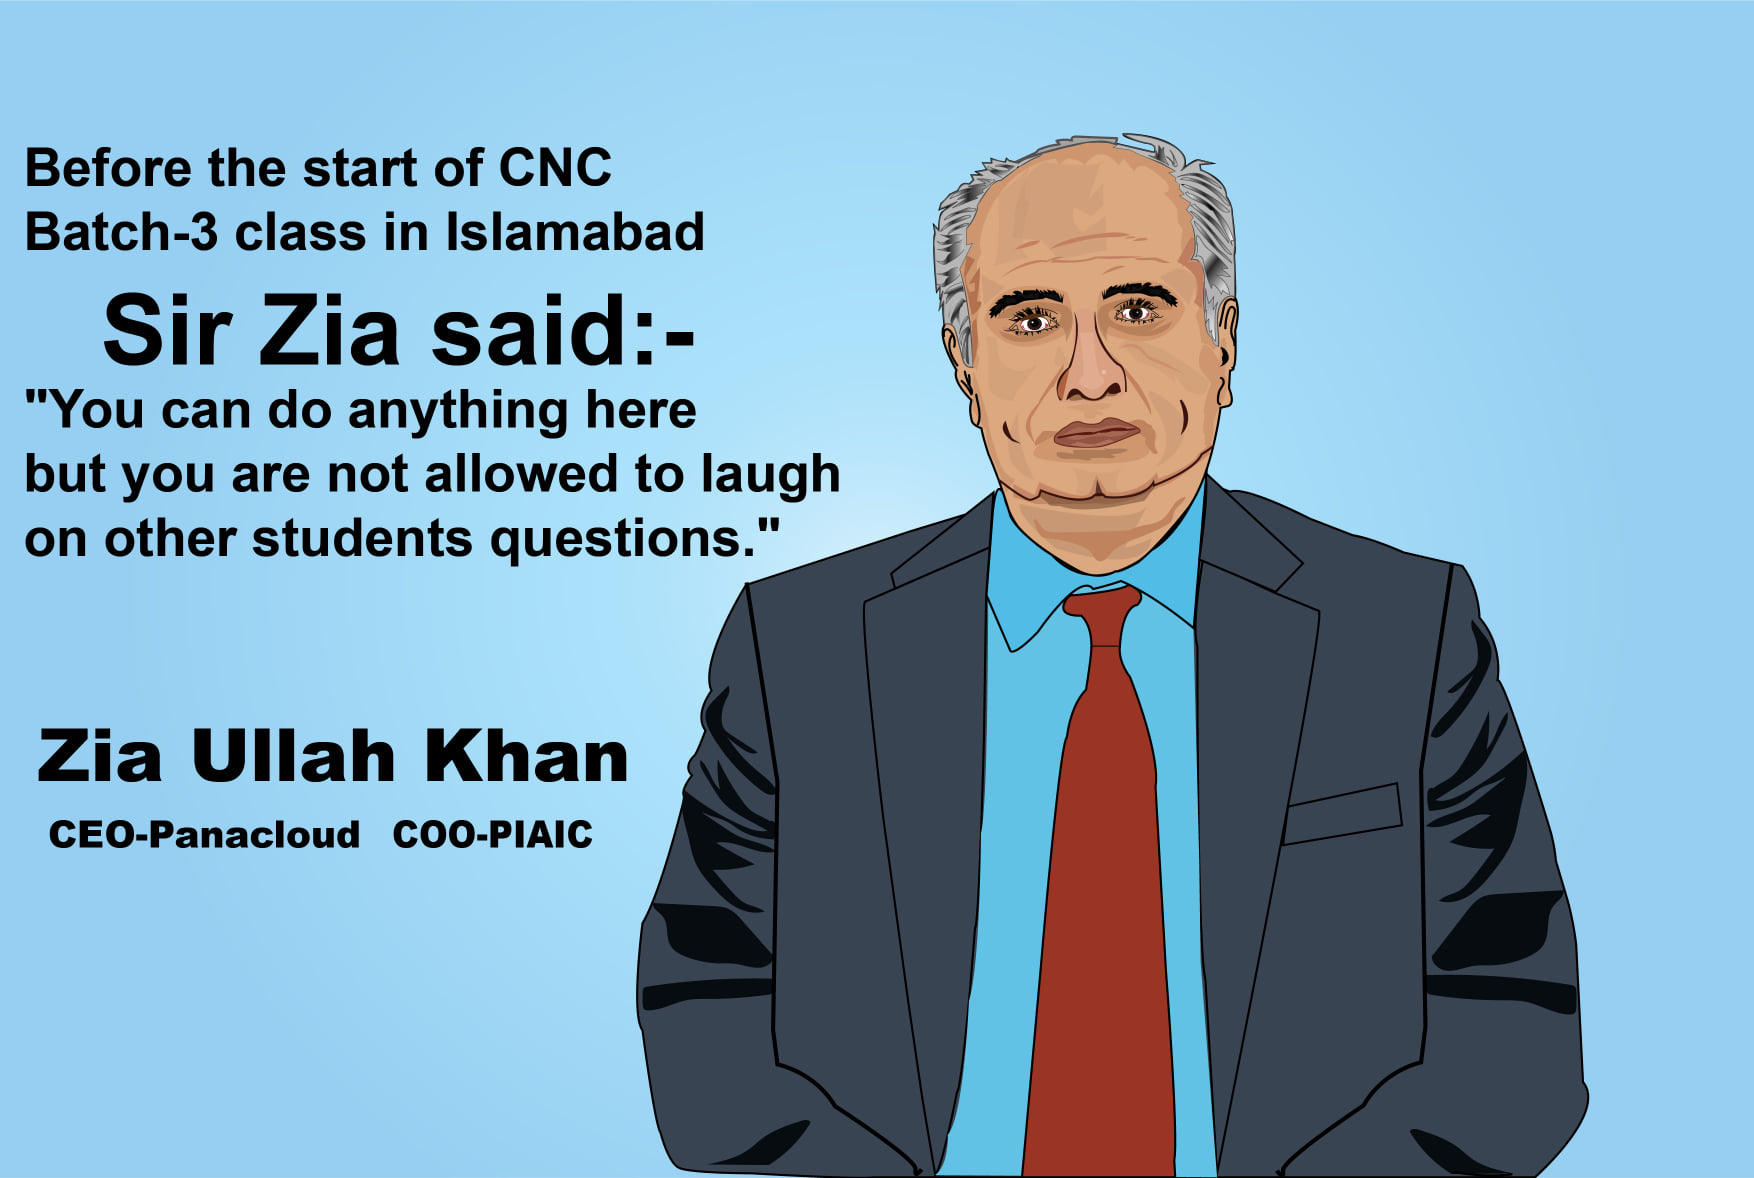 Before the start of CNC
Batch-3 class in Islamabad
Sir Zia said:-
"You can do anything here
but you are not allowed to laugh
on other students questions."
Zia Ullah Khan
CEO-Panacloud COO-PIAIC